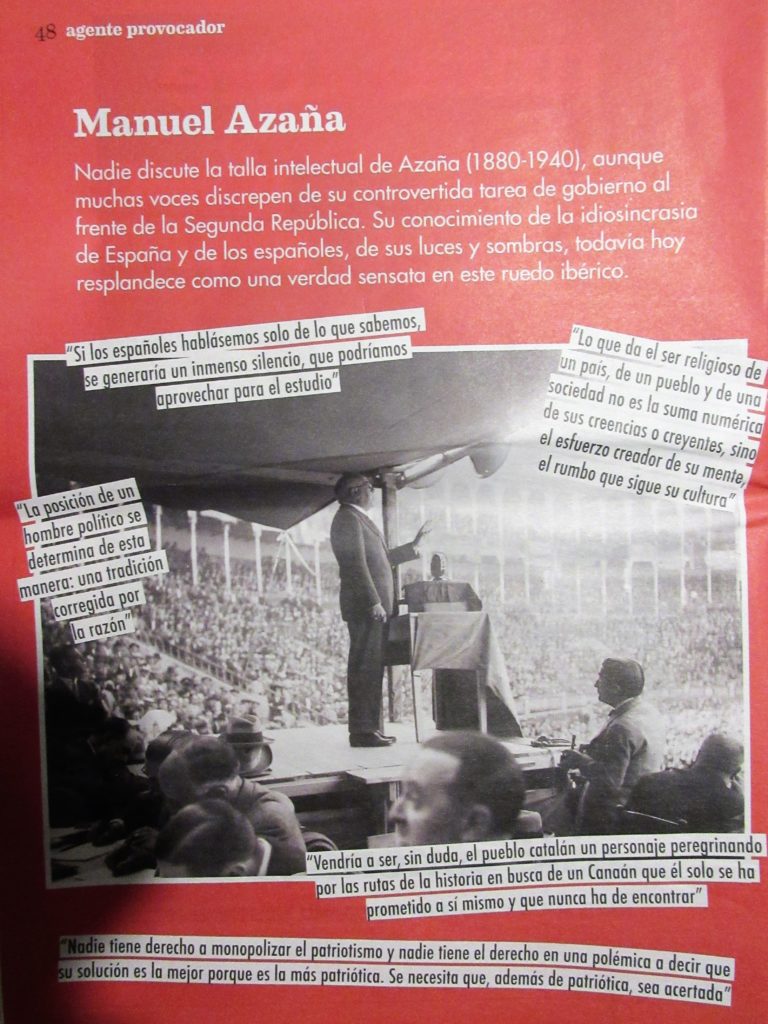 48 agente provocador
Manuel Azaña
Nadie discute la talla intelectual de Azaña (1880-1940), aunque
muchas voces discrepen de su controvertida tarea de gobierno al
frente de la Segunda República. Su conocimiento de la idiosincrasia
de España y de los españoles, de sus luces y sombras, todavía hoy
resplandece como una verdad sensata en este ruedo ibérico.
“Si los españoles hablásemos solo de lo que sabemos,
se generaría un inmenso silencio, que podríamos
aprovechar para el estudio”
“Lo que da el ser religioso de
un país, de un pueblo y de una
sociedad no es la suma numérica
de sus creencias o creyentes, sino
el esfuerzo creador de su mente,
el rumbo que sigue su cultura”
“La posición de un
hombre político se
determina de esta
manera: una tradición
corregida por
la razón”
“Vendría a ser, sin duda, el pueblo catalán un personaje peregrinando
por las rutas de la historia en busca de un Canaán que él solo se ha
prometido a sí mismo y que nunca ha de encontrar”
“Nadie tiene derecho a monopolizar el patriotismo y nadie tiene el derecho en una polémica a decir que
su solución es la mejor porque es la más patriótica. Se necesita que, además de patriótica, sea acertada”